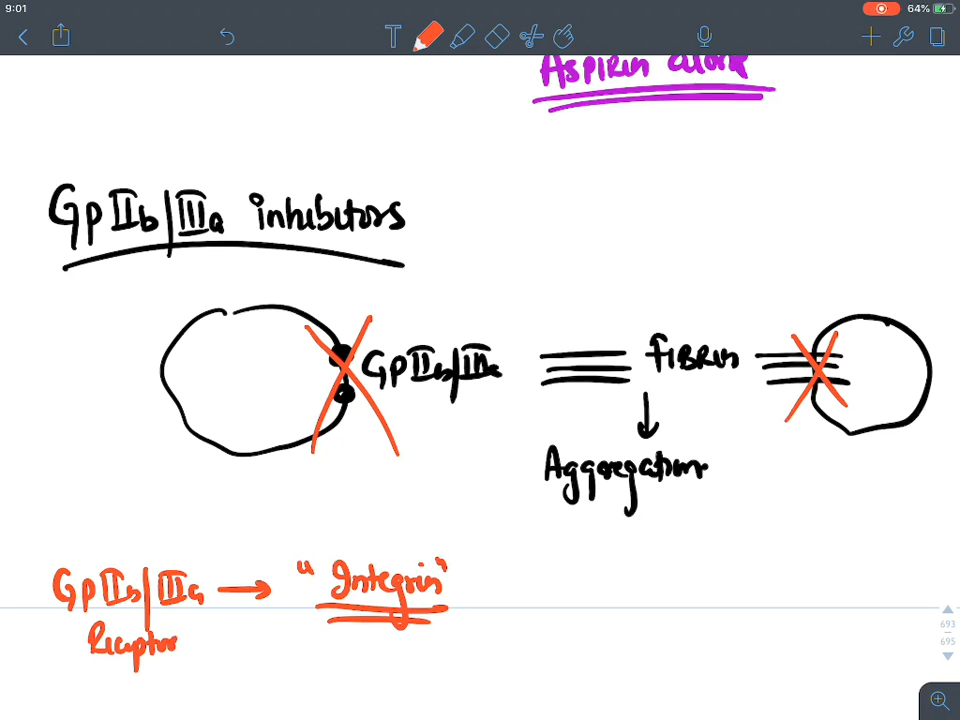 9:01
64%
T
Aspirin alone
GpIIb/IIIa inhibitors
GpIIb/IIIa
FIBRIN
Aggregation
GpIIb/IIIa → "Integrin"
Receptor
693
695